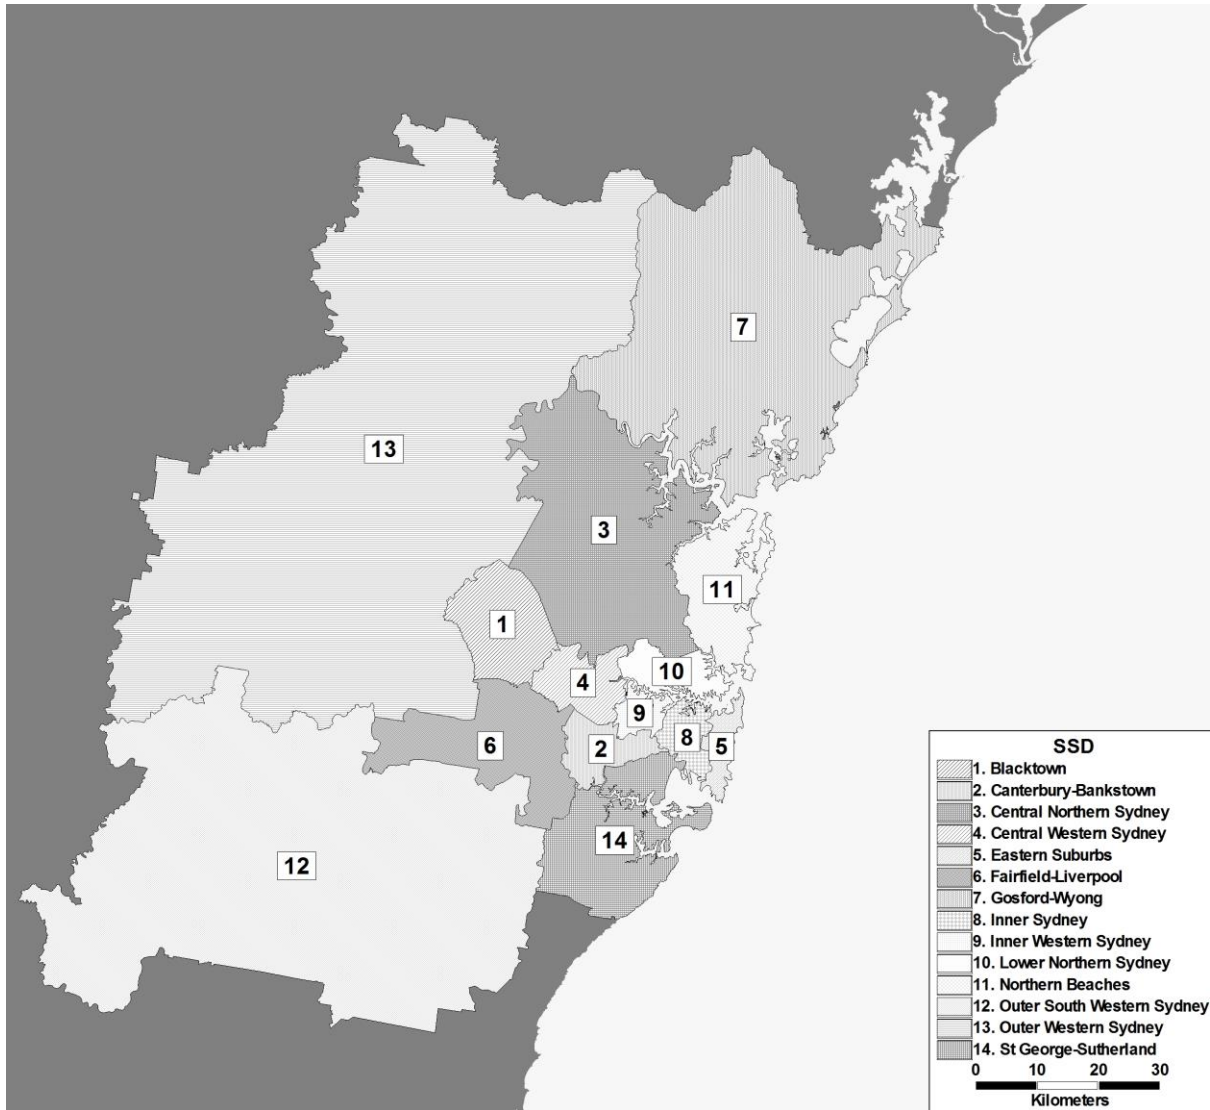 7
13
3
11
1
10
4
9
8
6
2
5
14
12
SSD
1. Blacktown
2. Canterbury-Bankstown
3. Central Northern Sydney
4. Central Western Sydney
5. Eastern Suburbs
6. Fairfield-Liverpool
7. Gosford-Wyong
8. Inner Sydney
9. Inner Western Sydney
10. Lower Northern Sydney
11. Northern Beaches
12. Outer South Western Sydney
13. Outer Western Sydney
14. St George-Sutherland
0 10 20 30
Kilometers